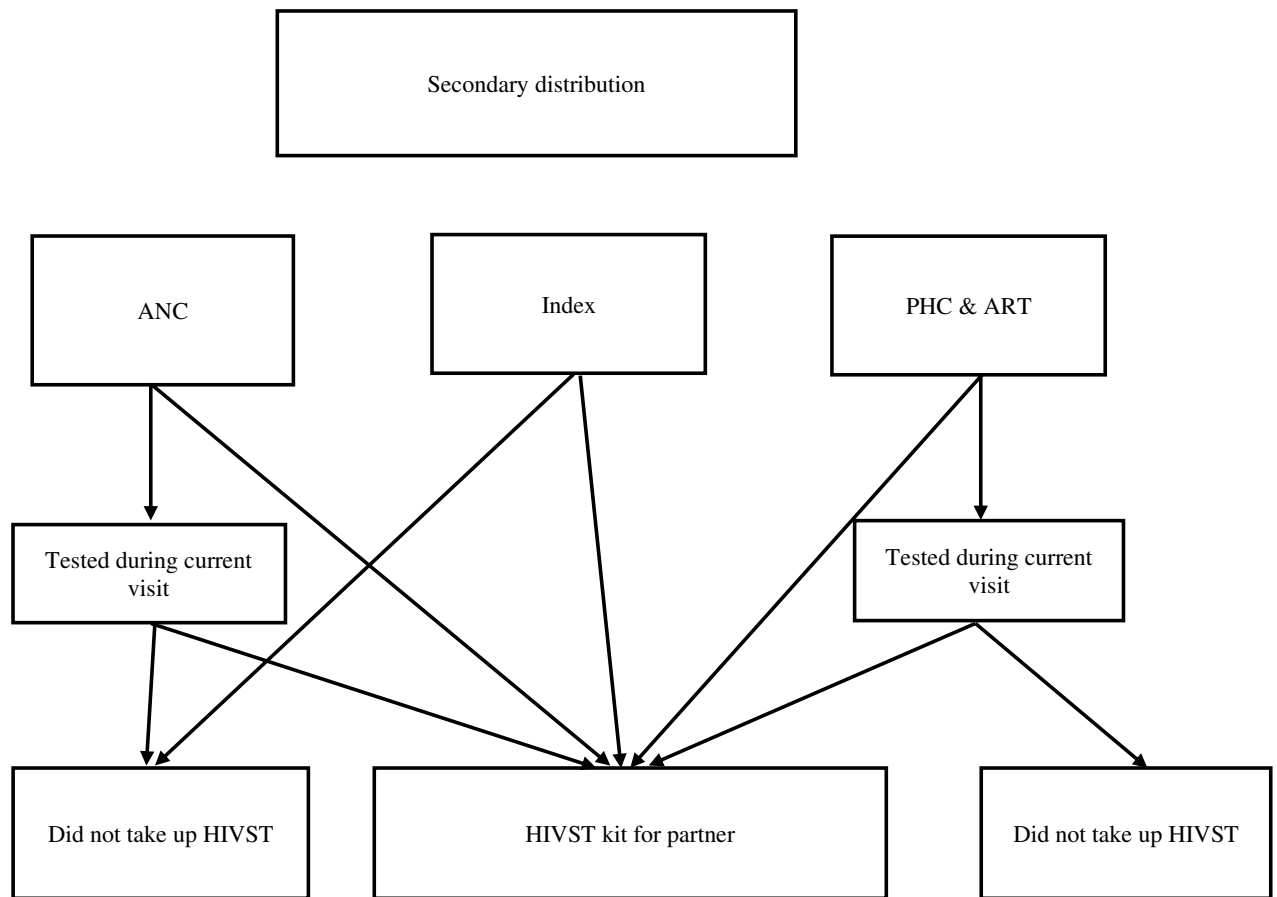 Secondary distribution
ANC
Index
PHC & ART
Tested during current
visit
Tested during current
visit
Did not take up HIVST
HIVST kit for partner
Did not take up HIVST